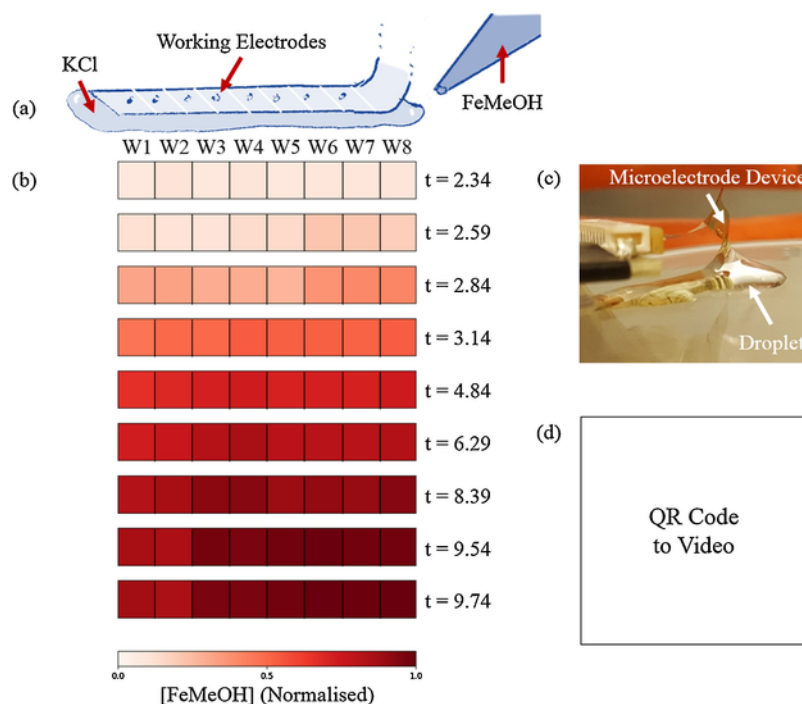 Working Electrodes
KCl
FeMeOH
(a)
W1 W2 W3 W4 W5 W6 W7 W8
(b)
t = 2.34
t = 2.59
t = 2.84
t = 3.14
t = 4.84
t = 6.29
t = 8.39
t = 9.54
t = 9.74
0.0 0.5 1.0
[FeMeOH] (Normalised)
(c)
Microelectrode Device
Droplet
(d)
QR Code
to Video